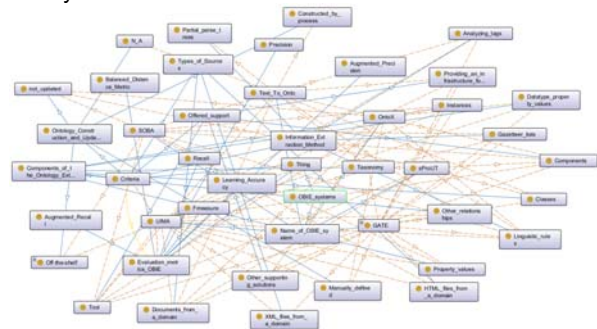 Constructed_by_
process
Partial_parse_t
rees
N_A
Precision
Analyzing_tags
Types_of_Source
s
Augmented_Preci
sion
Providing_an_in
frastructure_fo...
Balanced_Distan
ce_Metric
not_updated
Text_To_Onto
Instances
Datatype_proper
ty_values
Offered_support
OntoX
Ontology_Constr
uction_and_Upda...
SOBA
Information_Ext
raction_Method
Gazetteer_lists
Components_of_t
he_Ontology_Ext...
Recall
Thing
Taxonomy
sProUT
Components
Criteria
Learning_Accura
cy
OBIE_systems
Classes
Augmented_Recal
l
UIMA
Fmeasure
Other_relations
hips
GATE
Name_of_OBIE_sy
stem
Linguistic_rule
s
Off-the-shelf
Evaluation_metr
ics_OBIE
Other_supportin
g_solutions
Manually_define
d
Property_values
HTML_files_from
_a_domain
Tool
Documents_from_
a_domain
XML_files_from_
a_domain